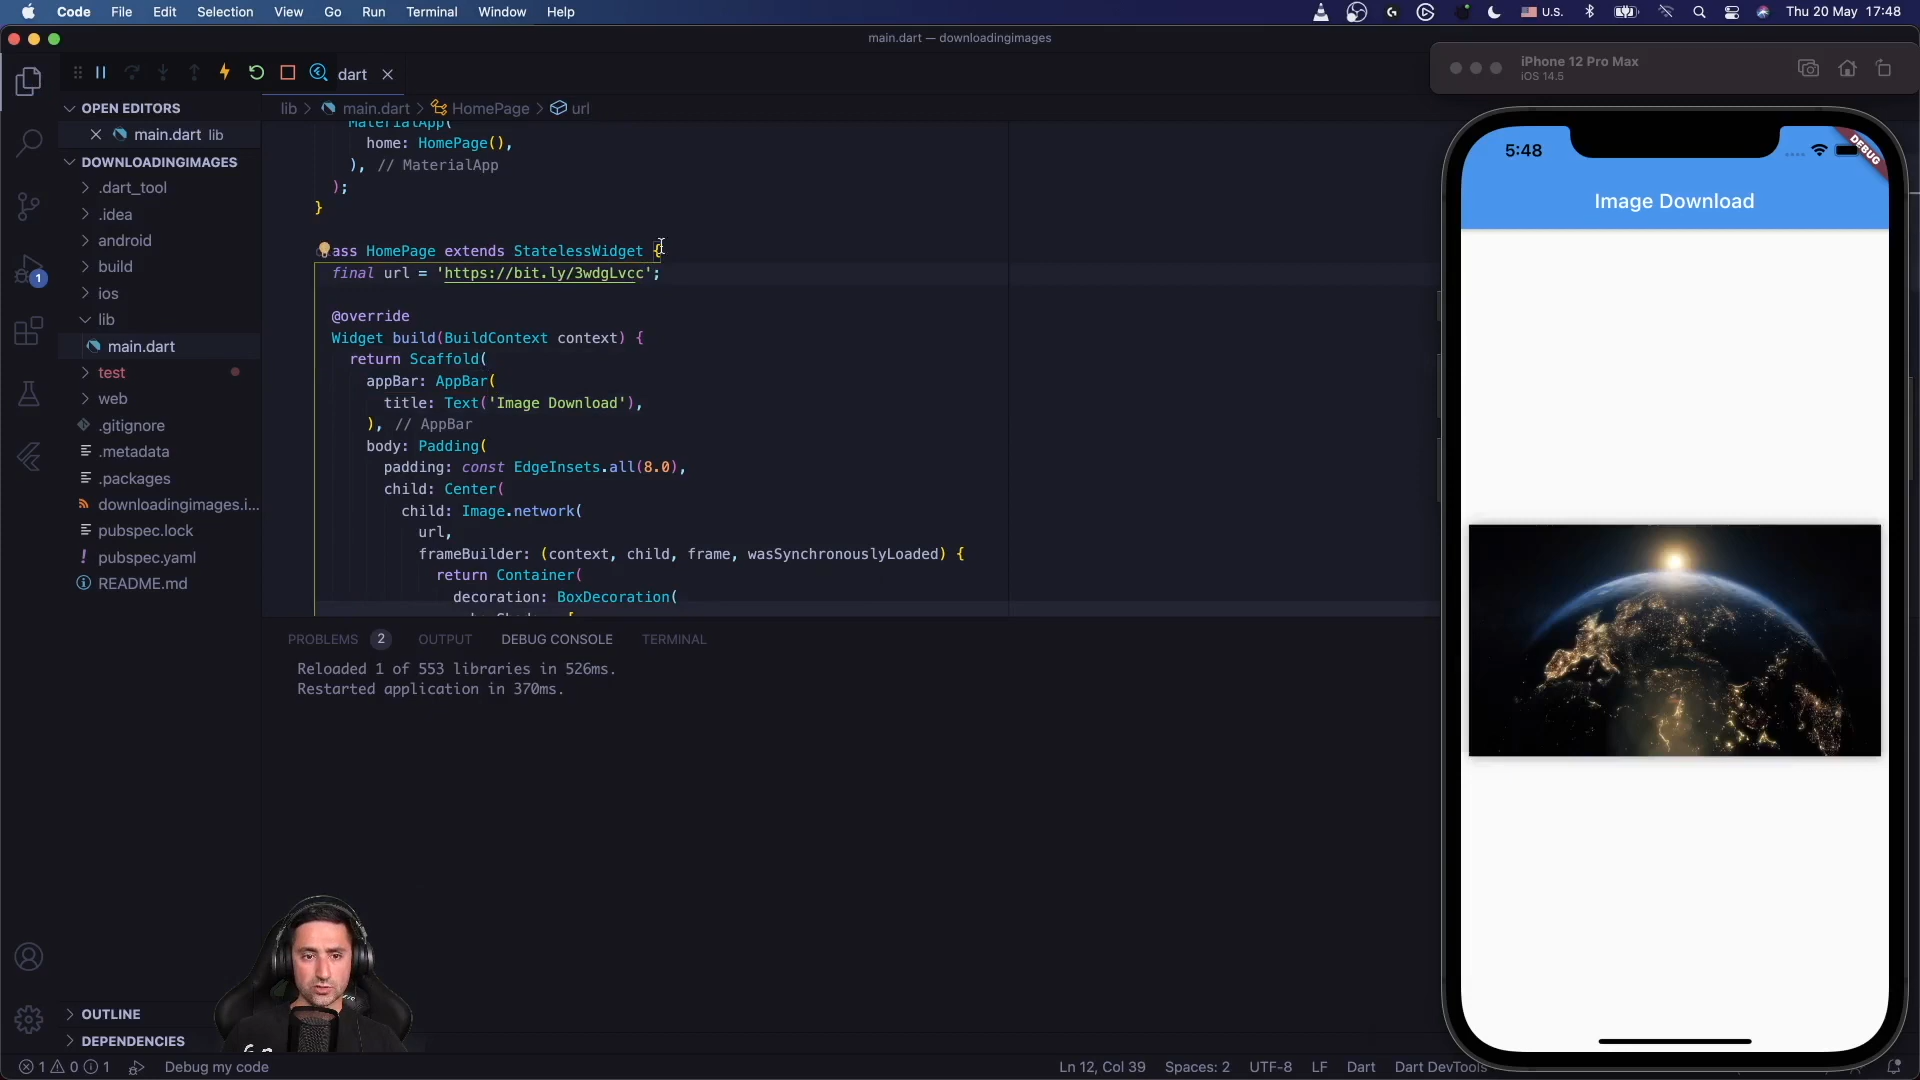 Code File Edit Selection View Go Run Terminal Window Help
U.S. Thu 20 May 17:48
main.dart — downloadingimages
dart
iPhone 12 Pro Max
iOS 14.5
OPEN EDITORS
main.dart lib
DOWNLOADINGIMAGES
.dart_tool
.idea
android
build
1
ios
lib
main.dart
test
web
.gitignore
.metadata
.packages
downloadingimages.i...
pubspec.lock
pubspec.yaml
README.md
OUTLINE
DEPENDENCIES
lib > main.dart > HomePage > url
MaterialApp(
home: HomePage(),
), // MaterialApp
);
}
ass HomePage extends StatelessWidget {
final url = 'https://bit.ly/3wdgLvcc';
@override
Widget build(BuildContext context) {
return Scaffold(
appBar: AppBar(
title: Text('Image Download'),
), // AppBar
body: Padding(
padding: const EdgeInsets.all(8.0),
child: Center(
child: Image.network(
url,
frameBuilder: (context, child, frame, wasSynchronouslyLoaded) {
return Container(
decoration: BoxDecoration(
PROBLEMS 2 OUTPUT DEBUG CONSOLE TERMINAL
Reloaded 1 of 553 libraries in 526ms.
Restarted application in 370ms.
5:48
DEBUG
Image Download
1 0 1 Debug my code
Ln 12, Col 39 Spaces: 2 UTF-8 LF Dart Dart DevTools